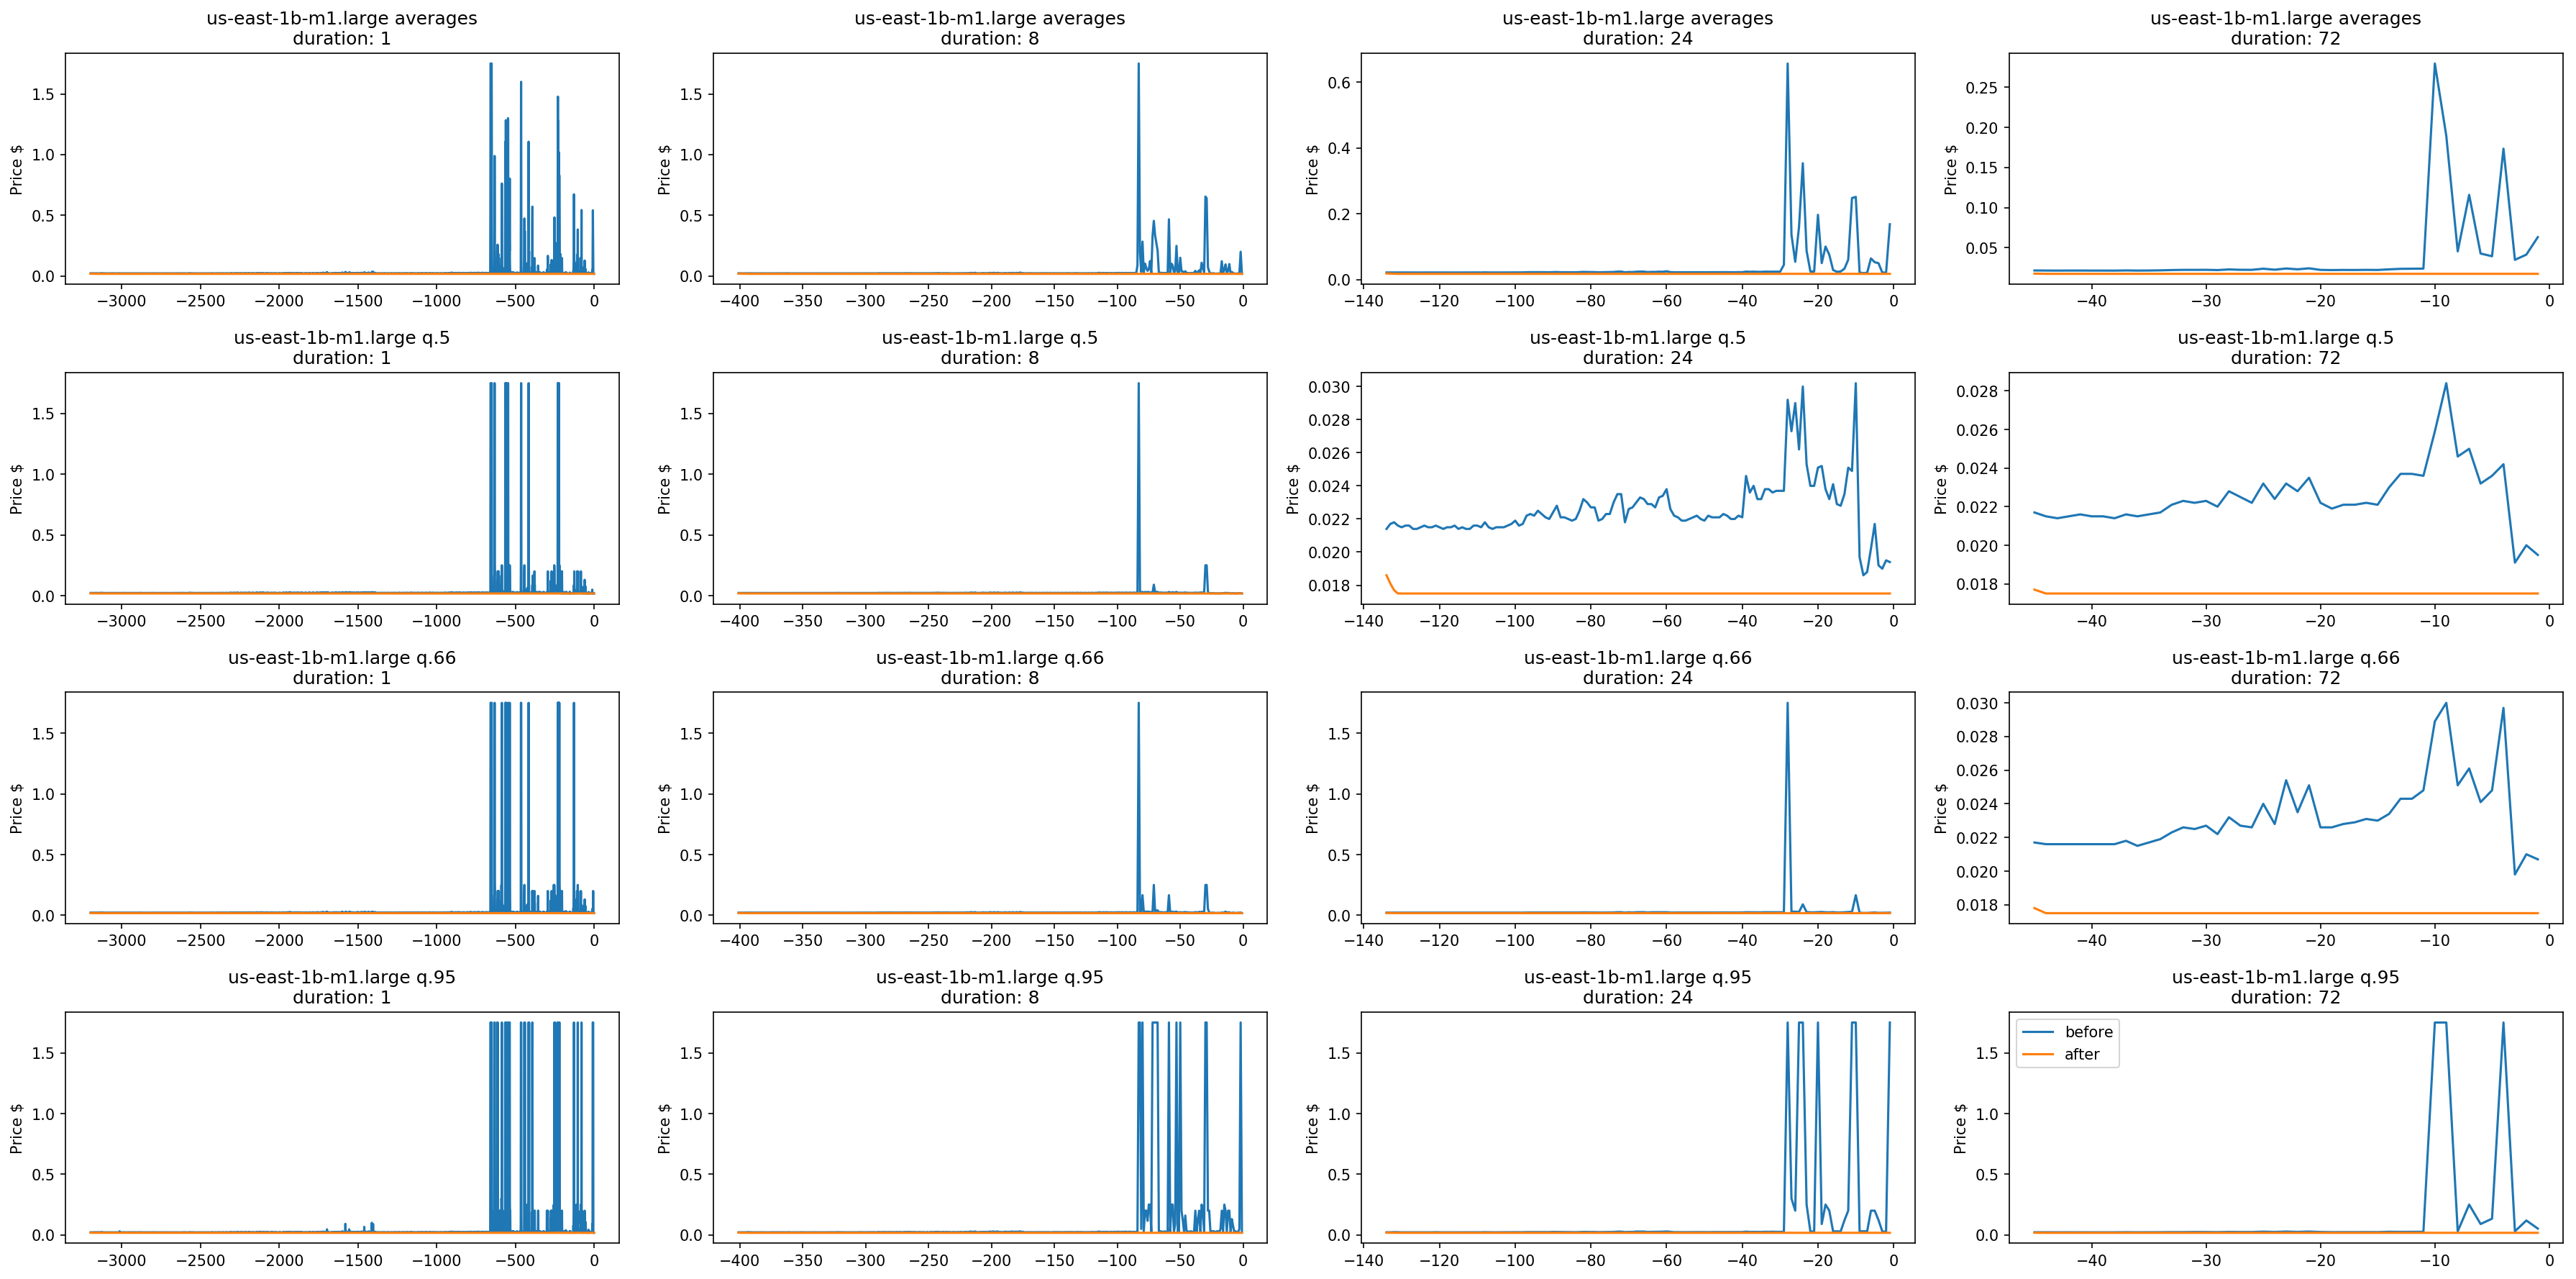 us-east-1b-m1.large averages
duration: 1
Price $
1.5
1.0
0.5
0.0
−3000 −2500 −2000 −1500 −1000 −500 0
us-east-1b-m1.large averages
duration: 8
Price $
1.5
1.0
0.5
0.0
−400 −350 −300 −250 −200 −150 −100 −50 0
us-east-1b-m1.large averages
duration: 24
Price $
0.6
0.4
0.2
0.0
−140 −120 −100 −80 −60 −40 −20 0
us-east-1b-m1.large averages
duration: 72
Price $
0.25
0.20
0.15
0.10
0.05
−40 −30 −20 −10 0
us-east-1b-m1.large q.5
duration: 1
Price $
1.5
1.0
0.5
0.0
−3000 −2500 −2000 −1500 −1000 −500 0
us-east-1b-m1.large q.5
duration: 8
Price $
1.5
1.0
0.5
0.0
−400 −350 −300 −250 −200 −150 −100 −50 0
us-east-1b-m1.large q.5
duration: 24
Price $
0.030
0.028
0.026
0.024
0.022
0.020
0.018
−140 −120 −100 −80 −60 −40 −20 0
us-east-1b-m1.large q.5
duration: 72
Price $
0.028
0.026
0.024
0.022
0.020
0.018
−40 −30 −20 −10 0
us-east-1b-m1.large q.66
duration: 1
Price $
1.5
1.0
0.5
0.0
−3000 −2500 −2000 −1500 −1000 −500 0
us-east-1b-m1.large q.66
duration: 8
Price $
1.5
1.0
0.5
0.0
−400 −350 −300 −250 −200 −150 −100 −50 0
us-east-1b-m1.large q.66
duration: 24
Price $
1.5
1.0
0.5
0.0
−140 −120 −100 −80 −60 −40 −20 0
us-east-1b-m1.large q.66
duration: 72
Price $
0.030
0.028
0.026
0.024
0.022
0.020
0.018
−40 −30 −20 −10 0
us-east-1b-m1.large q.95
duration: 1
Price $
1.5
1.0
0.5
0.0
−3000 −2500 −2000 −1500 −1000 −500 0
us-east-1b-m1.large q.95
duration: 8
Price $
1.5
1.0
0.5
0.0
−400 −350 −300 −250 −200 −150 −100 −50 0
us-east-1b-m1.large q.95
duration: 24
Price $
1.5
1.0
0.5
0.0
−140 −120 −100 −80 −60 −40 −20 0
us-east-1b-m1.large q.95
duration: 72
before
after
Price $
1.5
1.0
0.5
0.0
−40 −30 −20 −10 0